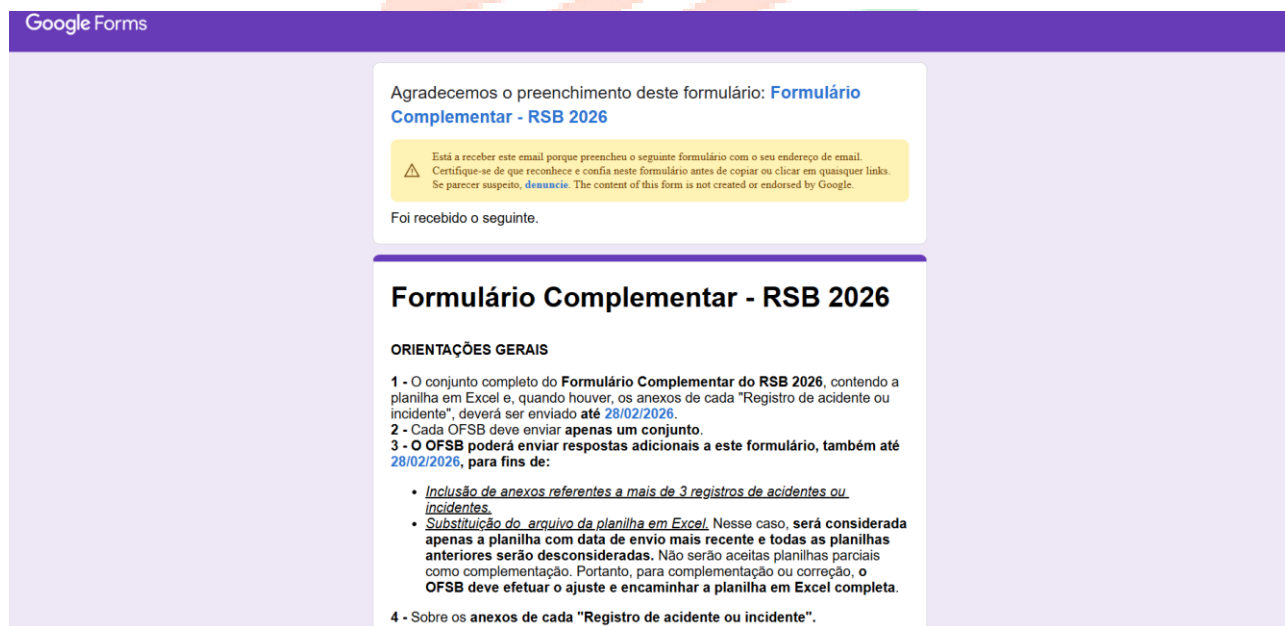 Google Forms
Agradecemos o preenchimento deste formulário: Formulário
Complementar - RSB 2026
Está a receber este email porque preencheu o seguinte formulário com o seu endereço de email.
Certifique-se de que reconhece e confia neste formulário antes de copiar ou clicar em quaisquer links.
Se parecer suspeito, denuncie. The content of this form is not created or endorsed by Google.
Foi recebido o seguinte.
Formulário Complementar - RSB 2026
ORIENTAÇÕES GERAIS
1 - O conjunto completo do Formulário Complementar do RSB 2026, contendo a
planilha em Excel e, quando houver, os anexos de cada "Registro de acidente ou
incidente", deverá ser enviado até 28/02/2026.
2 - Cada OFSB deve enviar apenas um conjunto.
3 - O OFSB poderá enviar respostas adicionais a este formulário, também até
28/02/2026, para fins de:
• Inclusão de anexos referentes a mais de 3 registros de acidentes ou
incidentes.
• Substituição do arquivo da planilha em Excel. Nesse caso, será considerada
apenas a planilha com data de envio mais recente e todas as planilhas
anteriores serão desconsideradas. Não serão aceitas planilhas parciais
como complementação. Portanto, para complementação ou correção, o
OFSB deve efetuar o ajuste e encaminhar a planilha em Excel completa.
4 - Sobre os anexos de cada "Registro de acidente ou incidente".